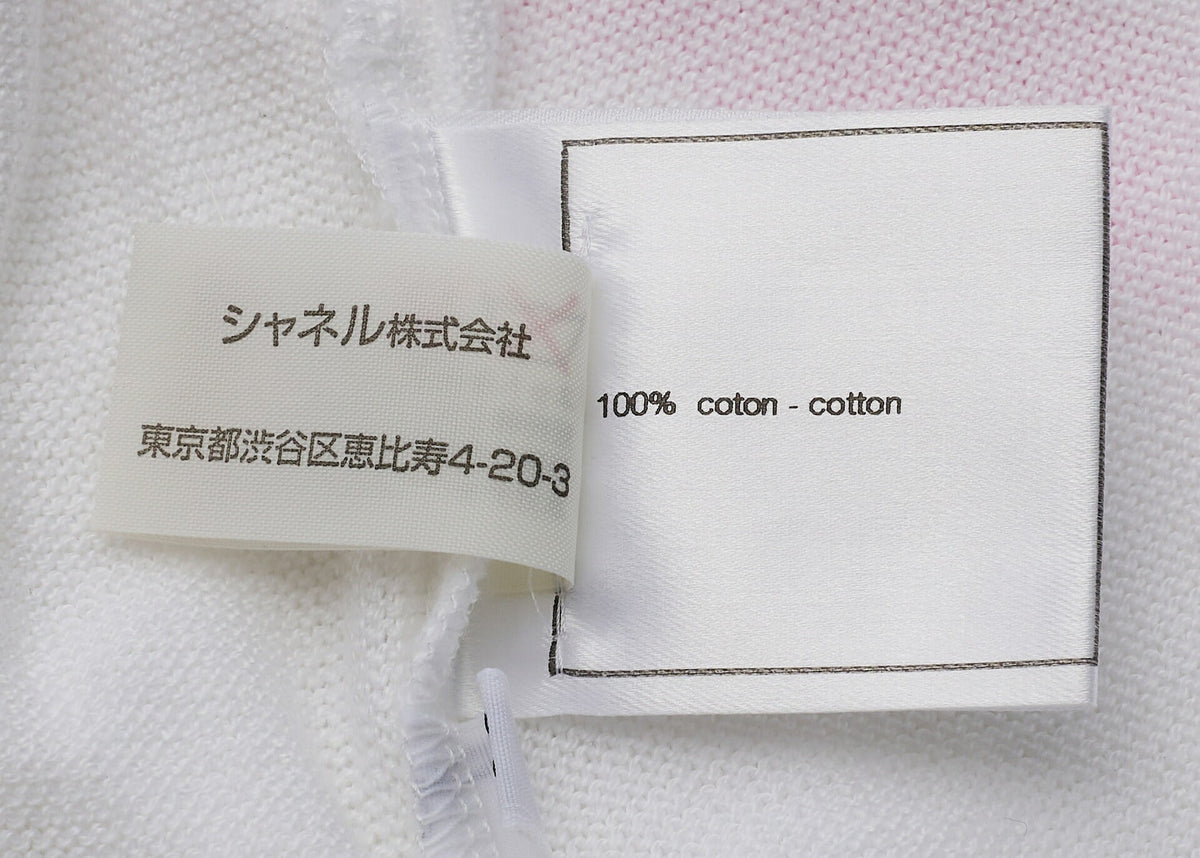 シャネル株式会社
東京都渋谷区恵比寿4-20-3
100% coton - cotton